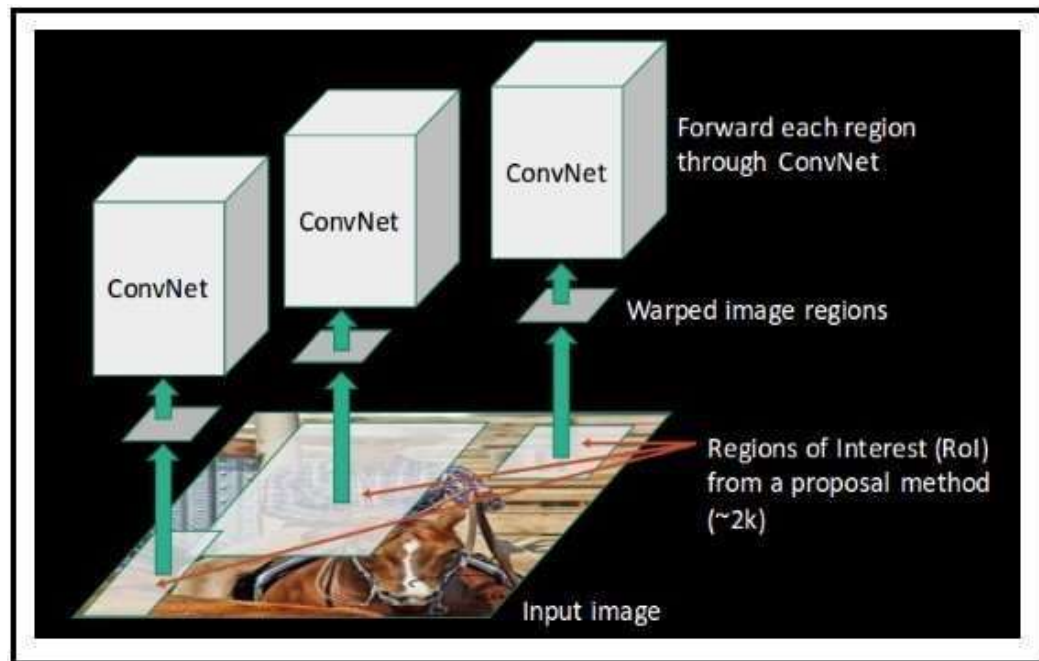 ConvNet
Forward each region
through ConvNet
ConvNet
ConvNet
Warped image regions
Regions of Interest (RoI)
from a proposal method
(~2k)
Input image